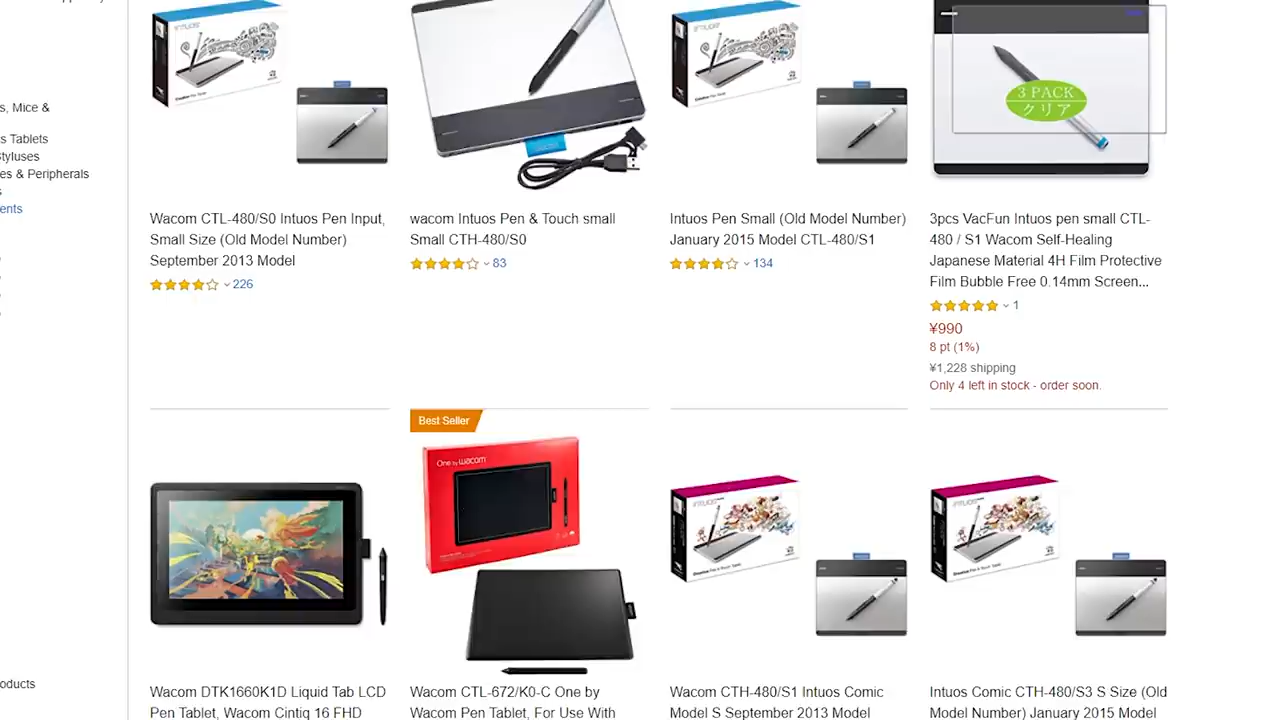 s, Mice &
s Tablets
Styluses
es & Peripherals
s
ents
oducts
INTUOS
INTUOS
3 PACK
クリア
Wacom CTL-480/S0 Intuos Pen Input,
Small Size (Old Model Number)
September 2013 Model
226
wacom Intuos Pen & Touch small
Small CTH-480/S0
83
Intuos Pen Small (Old Model Number)
January 2015 Model CTL-480/S1
134
3pcs VacFun Intuos pen small CTL-
480 / S1 Wacom Self-Healing
Japanese Material 4H Film Protective
Film Bubble Free 0.14mm Screen...
1
¥990
8 pt (1%)
¥1,228 shipping
Only 4 left in stock - order soon.
Best Seller
One by wacom
INTUOS
INTUOS
Wacom DTK1660K1D Liquid Tab LCD
Pen Tablet, Wacom Cintiq 16 FHD
Wacom CTL-672/K0-C One by
Wacom Pen Tablet, For Use With
Wacom CTH-480/S1 Intuos Comic
Model S September 2013 Model
Intuos Comic CTH-480/S3 S Size (Old
Model Number) January 2015 Model